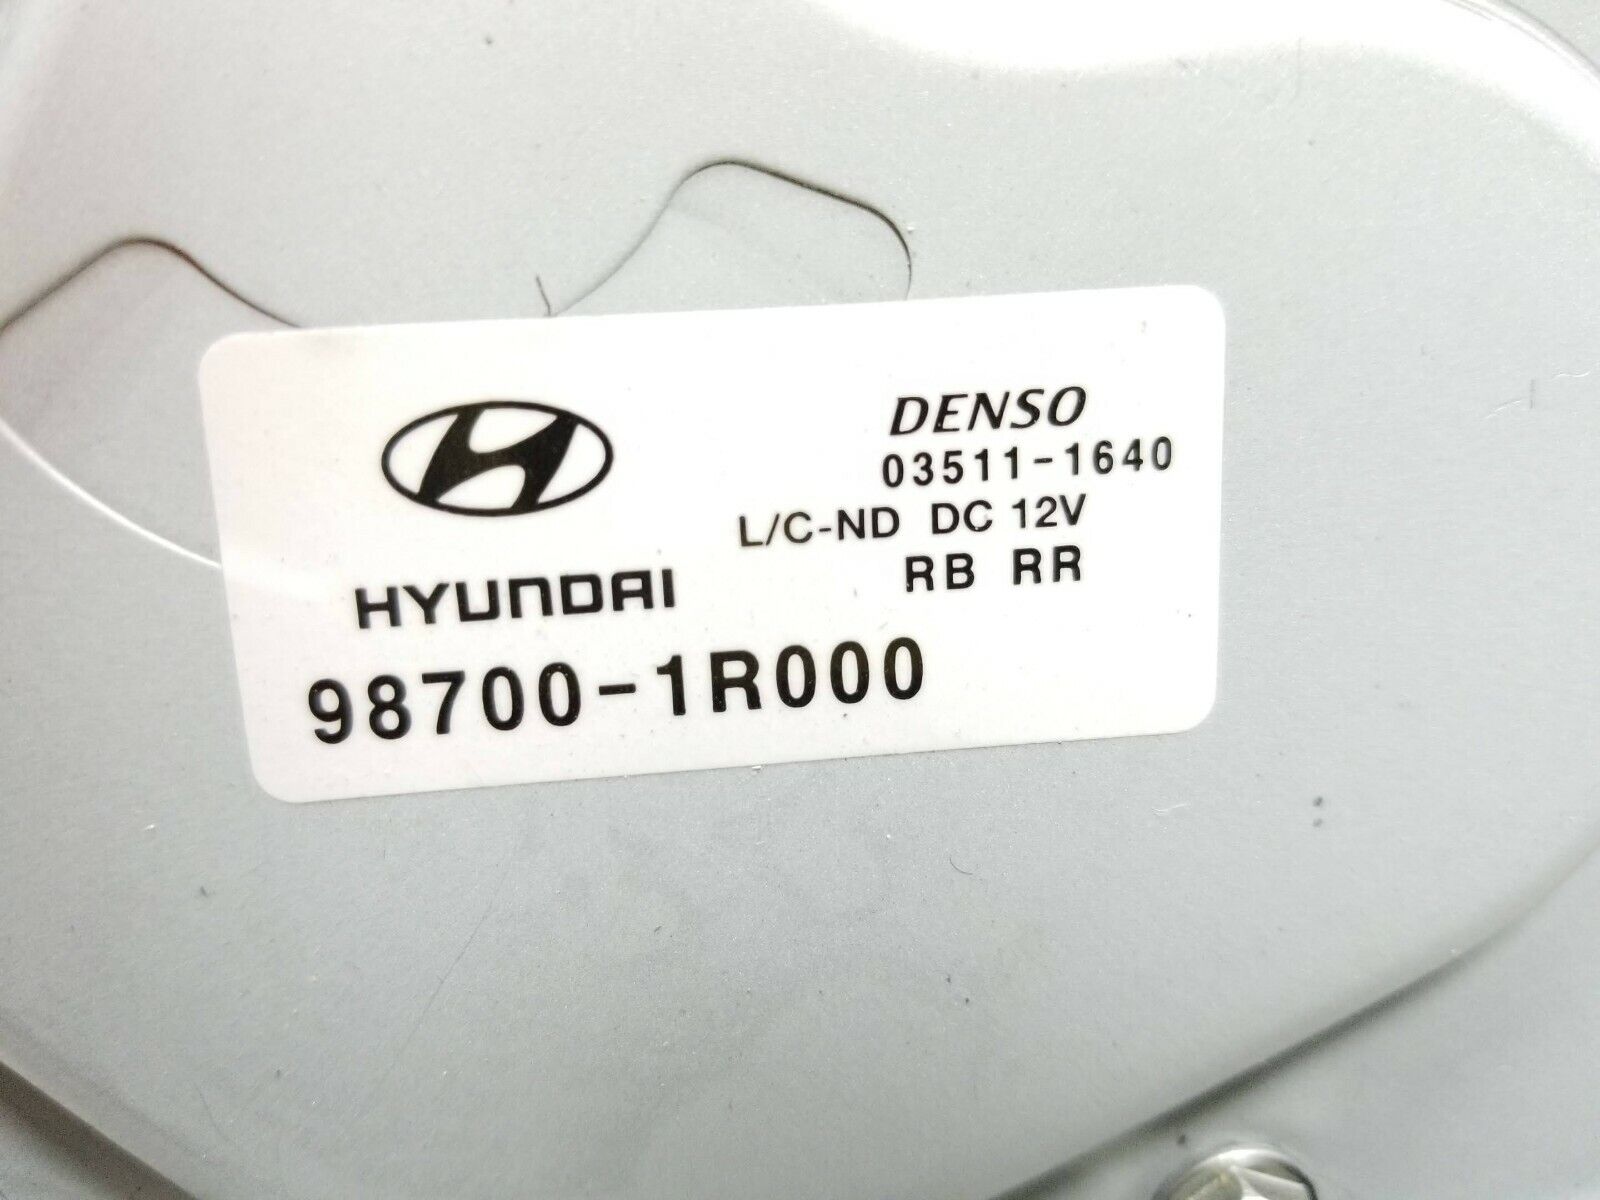 DENSO
03511-1640
L/C-ND DC 12V
RB RR
HYUNDAI
98700-1R000